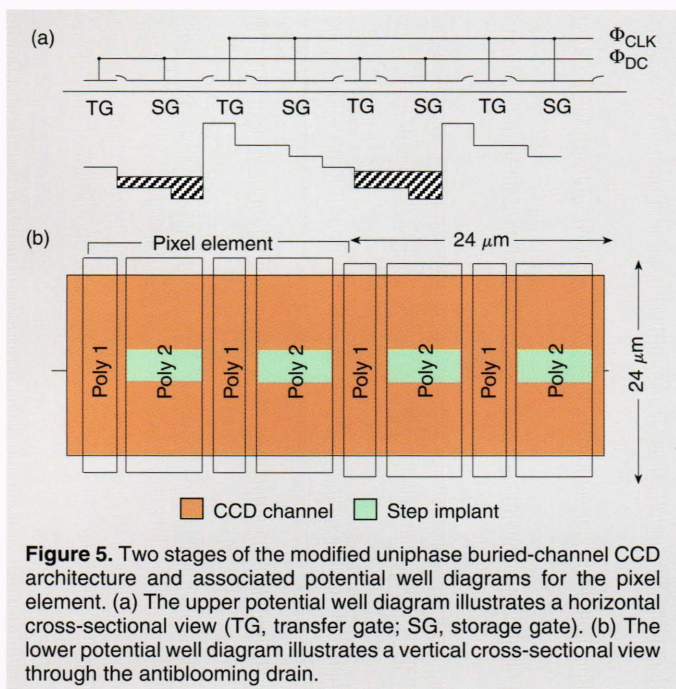 (a)
ΦCLK
ΦDC
TG SG TG SG TG SG TG SG
(b)
Pixel element
24 μm
Poly 1 Poly 2 Poly 1 Poly 2 Poly 1 Poly 2 Poly 1 Poly 2
24 μm
CCD channel Step implant
Figure 5. Two stages of the modified uniphase buried-channel CCD
architecture and associated potential well diagrams for the pixel
element. (a) The upper potential well diagram illustrates a horizontal
cross-sectional view (TG, transfer gate; SG, storage gate). (b) The
lower potential well diagram illustrates a vertical cross-sectional view
through the antiblooming drain.